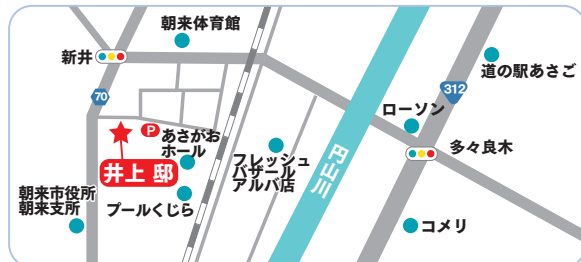 朝来体育館
新井
道の駅あさご
70
312
ローソン
P
あさがお
ホール
多々良木
井上 邸
フレッシュ
バザール
アルバ店
円山川
朝来市役所
朝来支所
プールくじら
コメリ